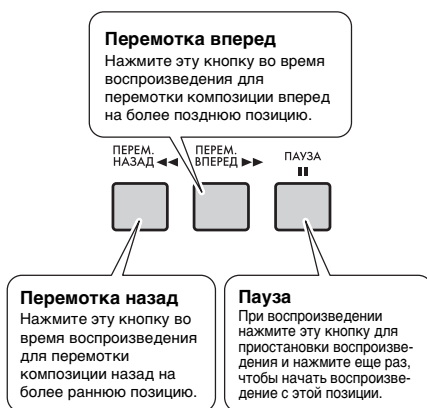 Перемотка вперед
Нажмите эту кнопку во время
воспроизведения для
перемотки композиции вперед
на более позднюю позицию.
ПЕРЕМ.
НАЗАД ◄◄
ПЕРЕМ.
ВПЕРЕД ►►
ПАУЗА
Перемотка назад
Нажмите эту кнопку во
время воспроизведения
для перемотки
композиции назад на
более раннюю позицию.
Пауза
При воспроизведении
нажмите эту кнопку для
приостановки воспроизве-
дения и нажмите еще раз,
чтобы начать воспроизве-
дение с этой позиции.